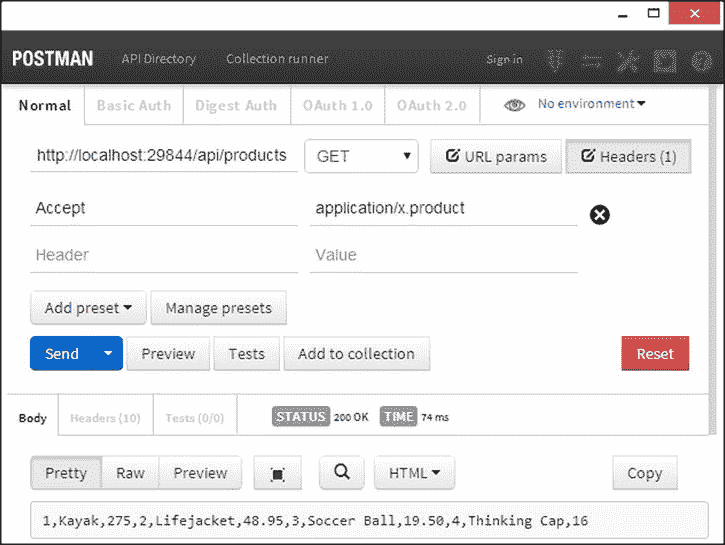 POSTMAN API Directory Collection runner Sign in
Normal Basic Auth Digest Auth OAuth 1.0 OAuth 2.0 No environment
http://localhost:29844/api/products GET URL params Headers (1)
Accept application/x.product
Header Value
Add preset Manage presets
Send Preview Tests Add to collection Reset
Body Headers (10) Tests (0/0) STATUS 200 OK TIME 74 ms
Pretty Raw Preview HTML Copy
1,Kayak,275,2,Lifejacket,48.95,3,Soccer Ball,19.50,4,Thinking Cap,16